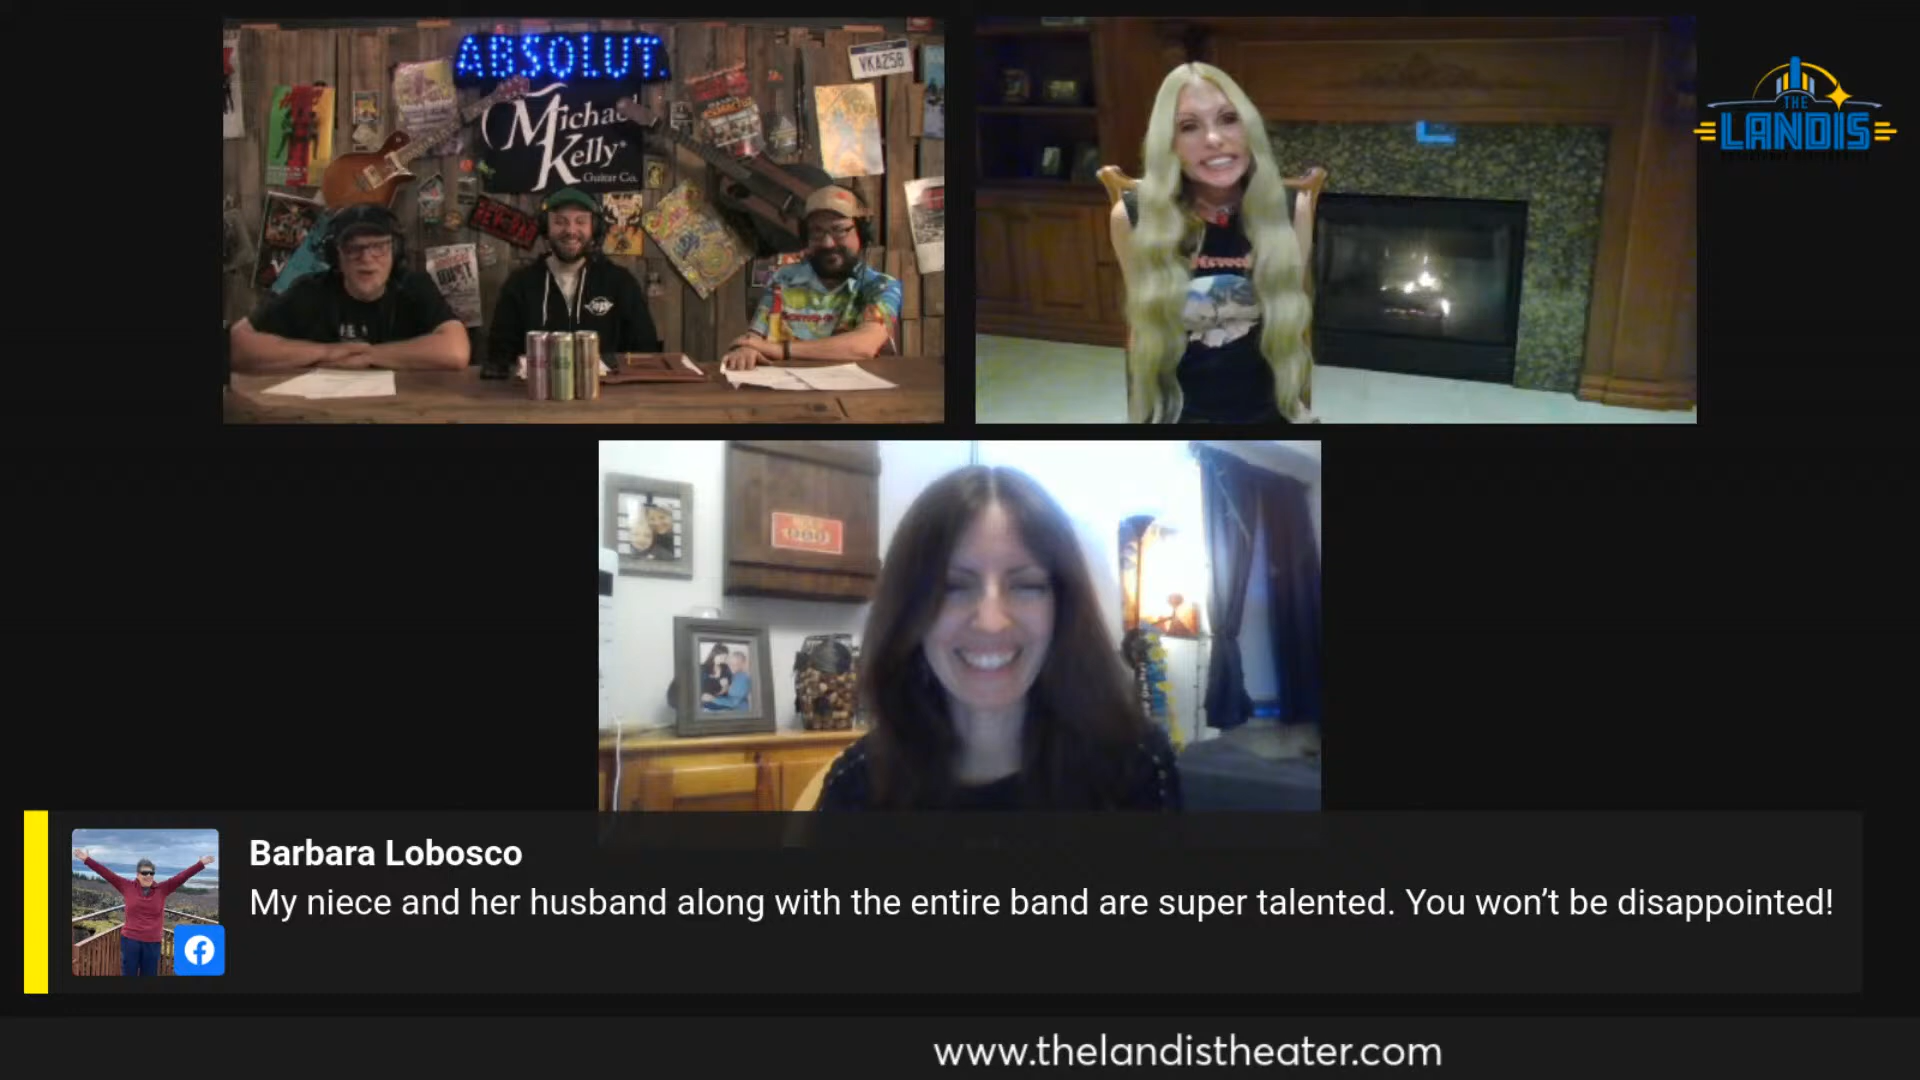 ABSOLUT.
VKA258
Michael
Kelly
Guitar Co.
THE
LANDIS
Barbara Lobosco
My niece and her husband along with the entire band are super talented. You won’t be disappointed!
www.thelandistheater.com